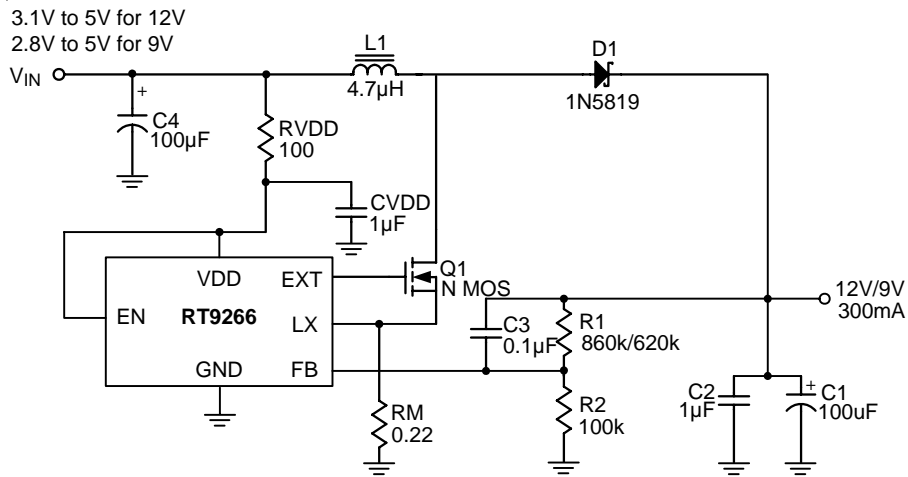 3.1V to 5V for 12V
2.8V to 5V for 9V
VIN
L1
4.7µH
D1
1N5819
C4
100µF
+
RVDD
100
CVDD
1µF
VDD
EXT
EN
RT9266
LX
GND
FB
Q1
N MOS
C3
0.1µF
R1
860k/620k
12V/9V
300mA
RM
0.22
R2
100k
C2
1µF
+
C1
100uF